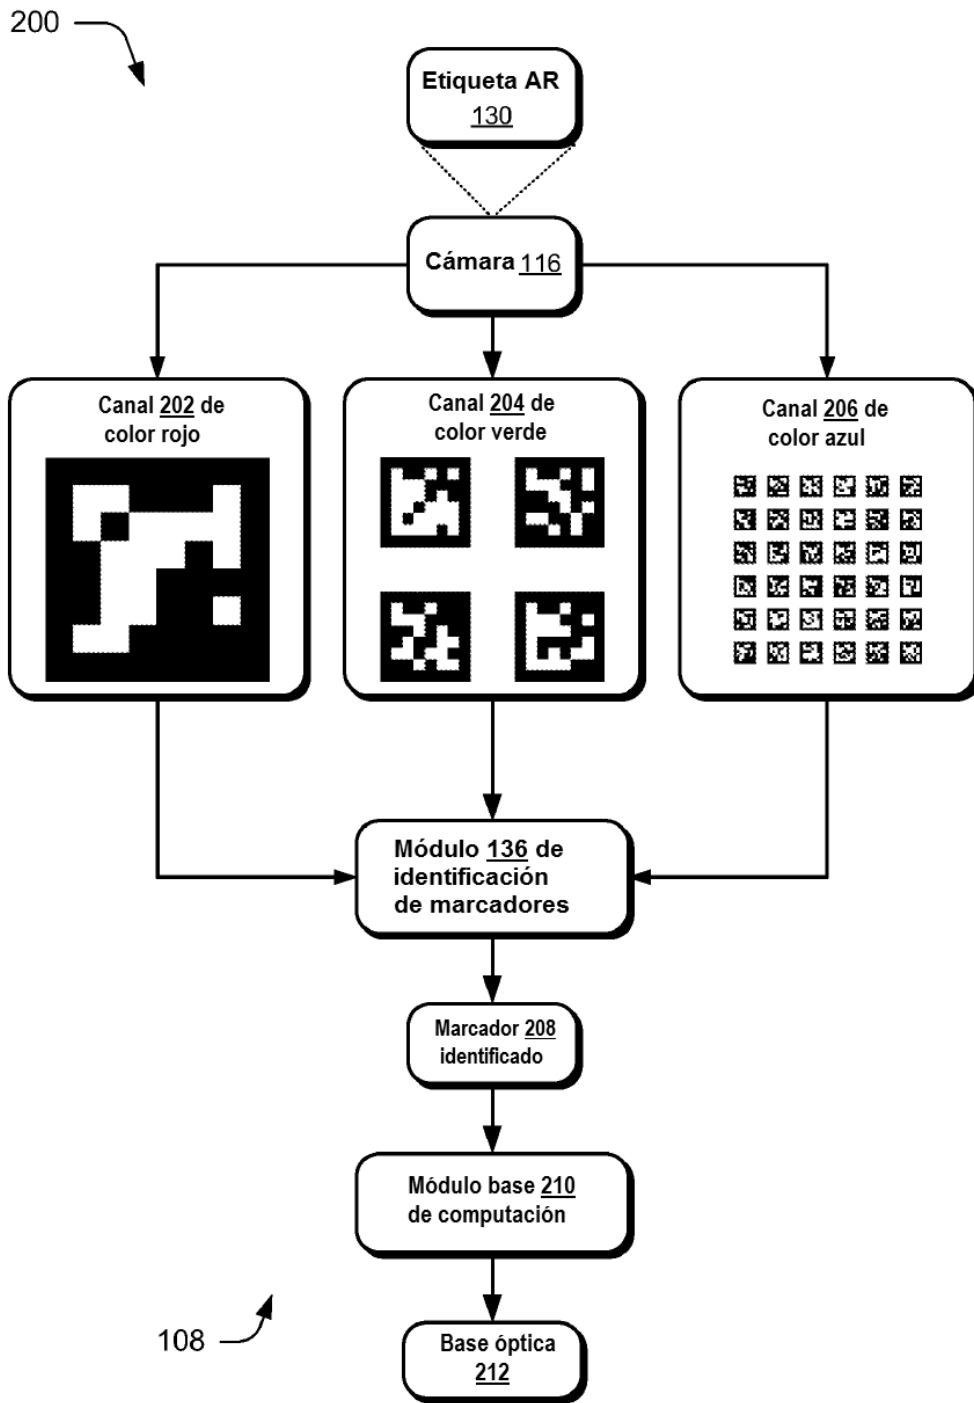 200
Etiqueta AR
130
Cámara 116
Canal 202 de
color rojo
Canal 204 de
color verde
Canal 206 de
color azul
Módulo 136 de
identificación
de marcadores
Marcador 208
identificado
Módulo base 210
de computación
108
Base óptica
212